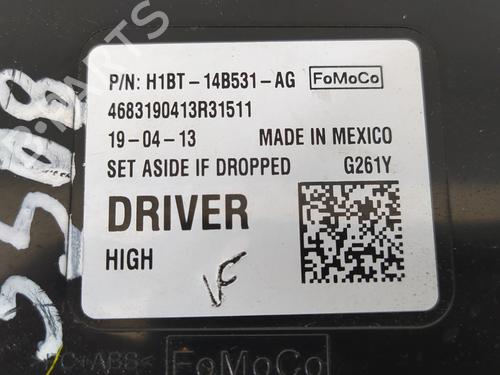 P/N: H1BT-14B531-AG FoMoCo
4683190413R31511
19-04-13 MADE IN MEXICO
SET ASIDE IF DROPPED G261Y
DRIVER
HIGH
VF
FoMoCo